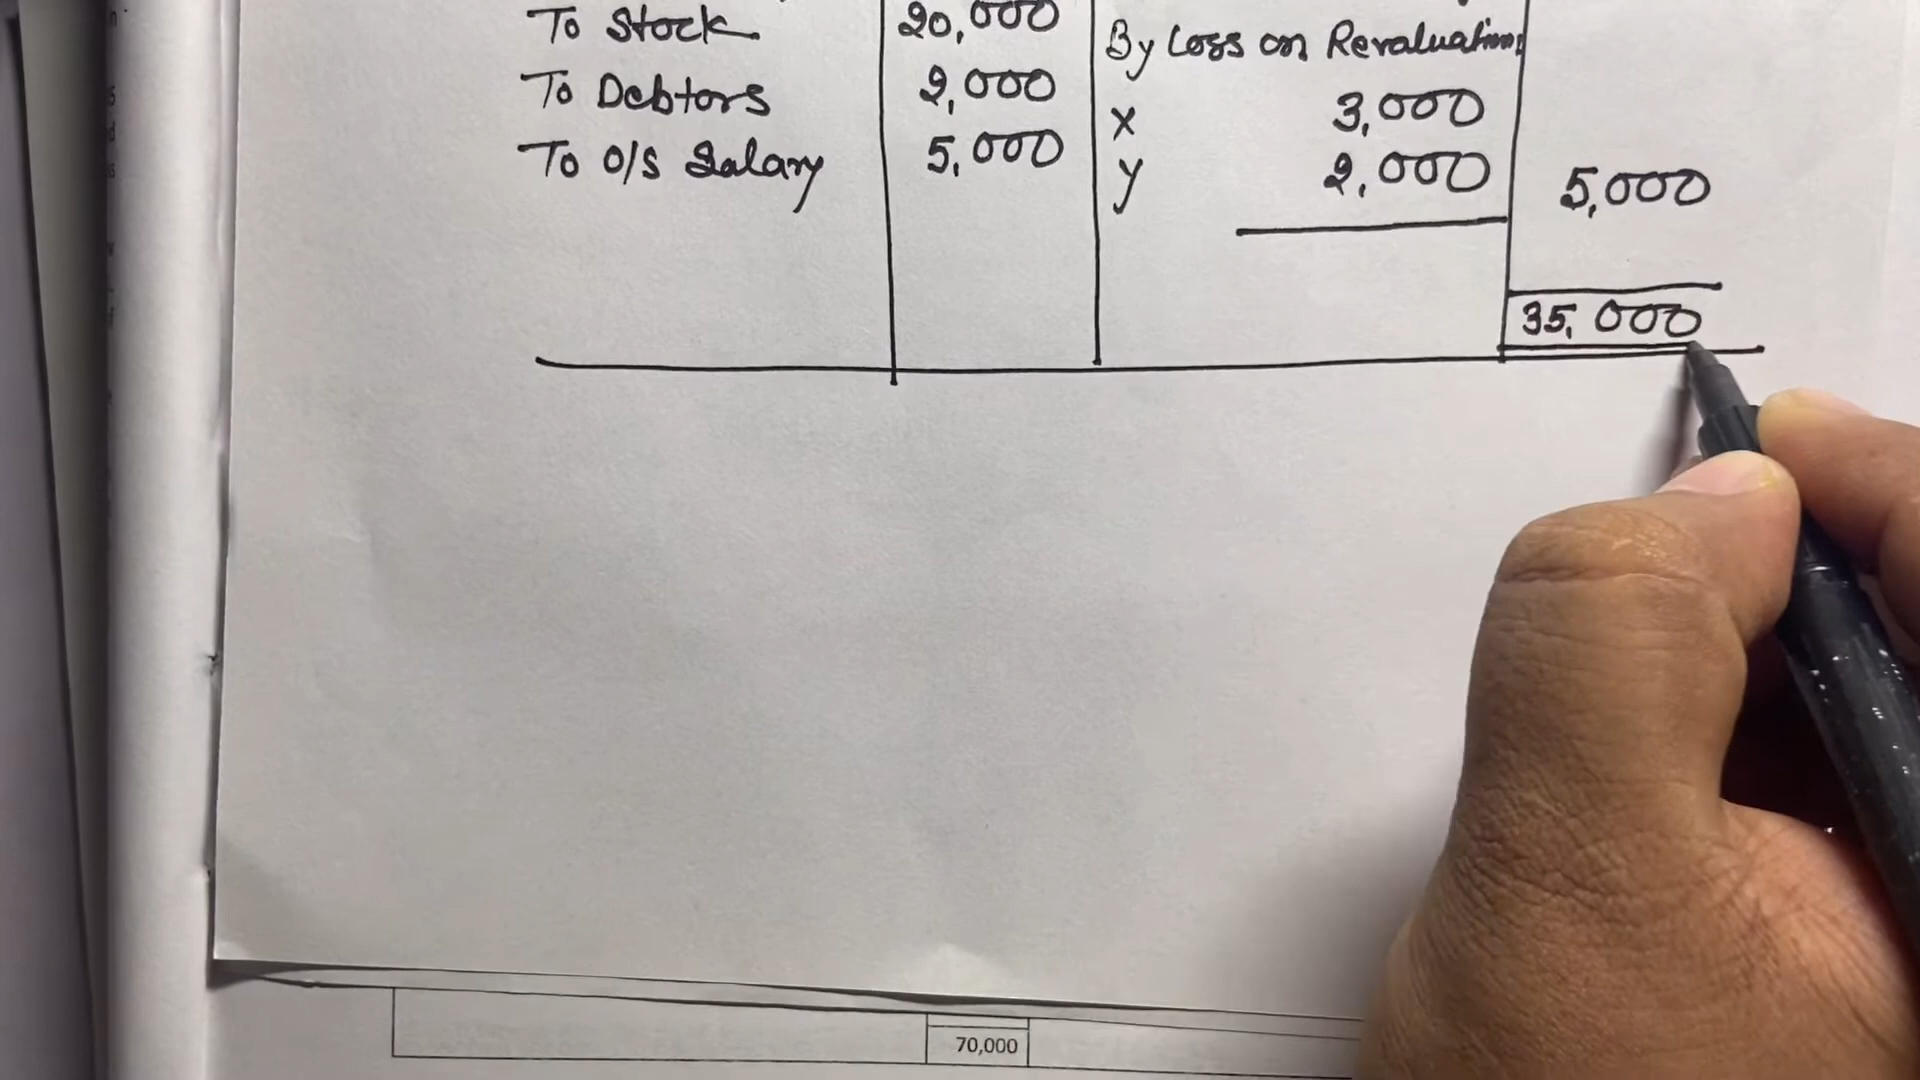 To Stock 20,000
By Loss on Revaluation:
To Debtors 2,000
X 3,000
To O/S Salary 5,000
Y 2,000 5,000
35,000
70,000